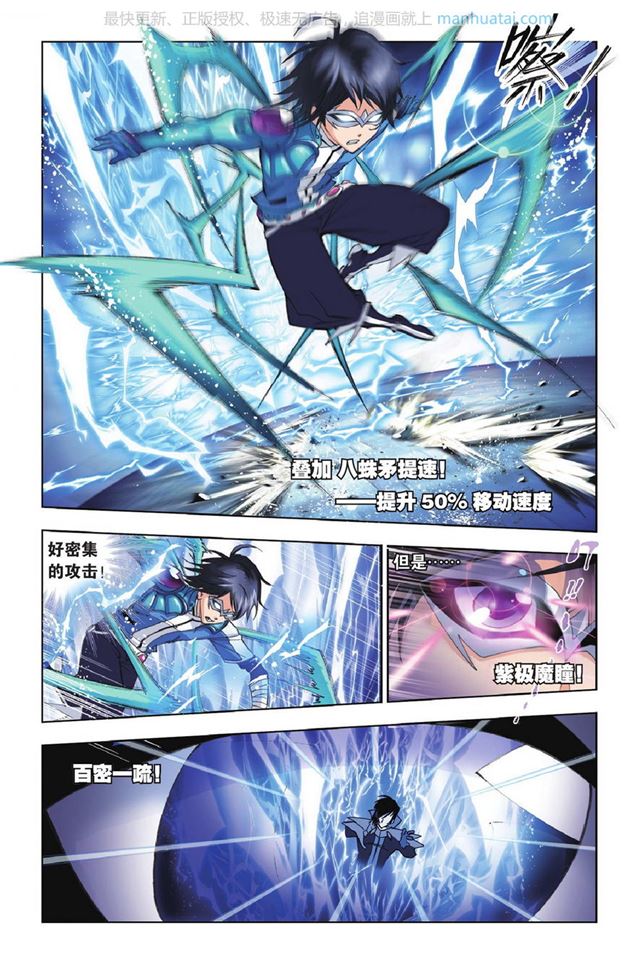 最快更新、正版授权、极速无广告，追漫画就上 manhuatai.com
嚓！
叠加 八蛛矛提速！
——提升 50% 移动速度
好密集
的攻击！
但是……
叮！
紫极魔瞳！
百密一疏！